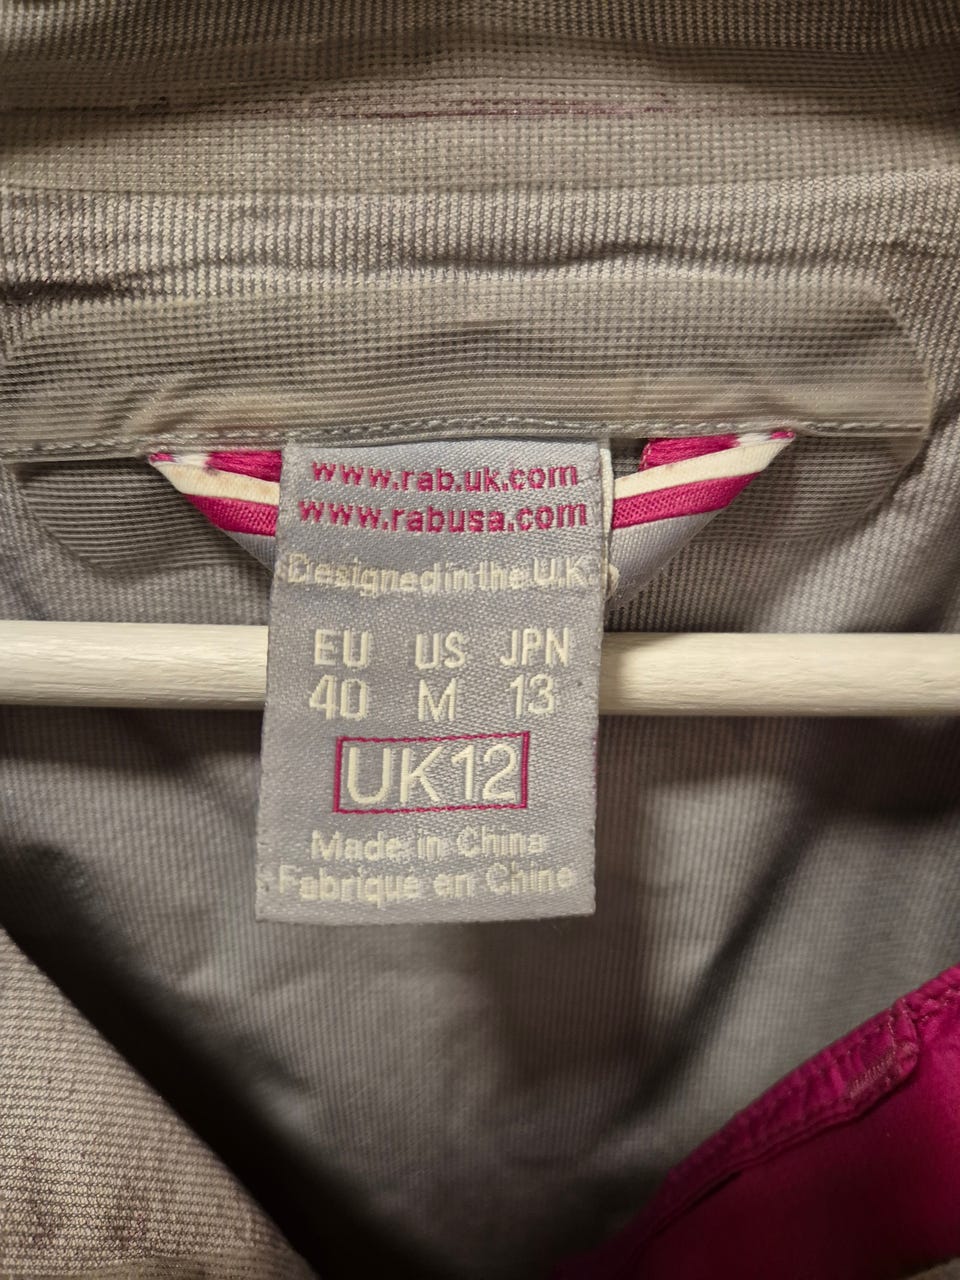 www.rab.uk.com
www.rabusa.com
Designed in the U.K.
EU US JPN
40 M 13
UK12
Made in China
Fabriqué en Chine